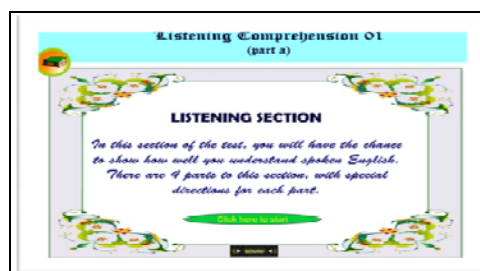 Listening Comprehension 01
(part a)
LISTENING SECTION
In this section of the test, you will have the chance
to show how well you understand spoken English.
There are 4 parts to this section, with special
directions for each part.
Click here to start